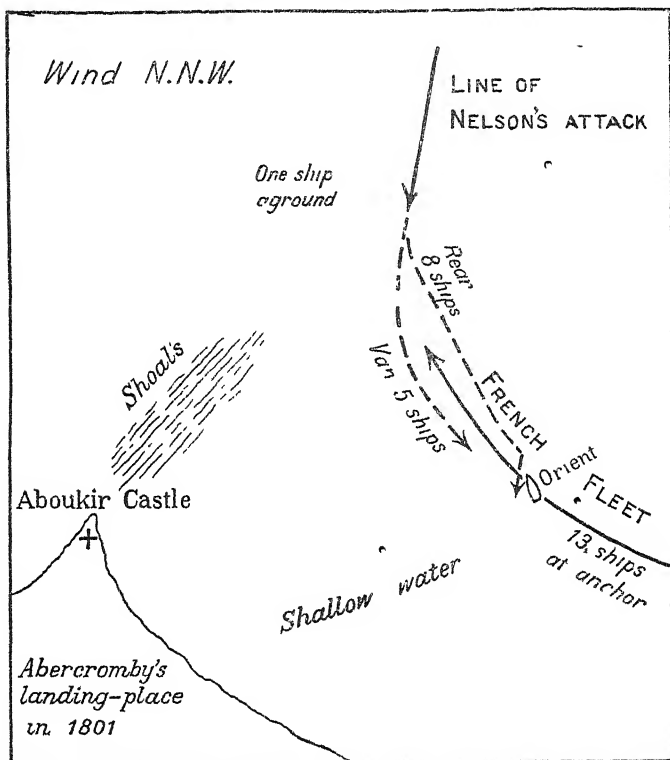 Wind N.N.W.
LINE OF
NELSON'S ATTACK
One ship
aground
Rear
8 ships
Shoals
Van 5 ships
FRENCH
Orient
FLEET
Aboukir Castle
13 ships
at anchor
Shallow water
Abercromby's
landing-place
in 1801